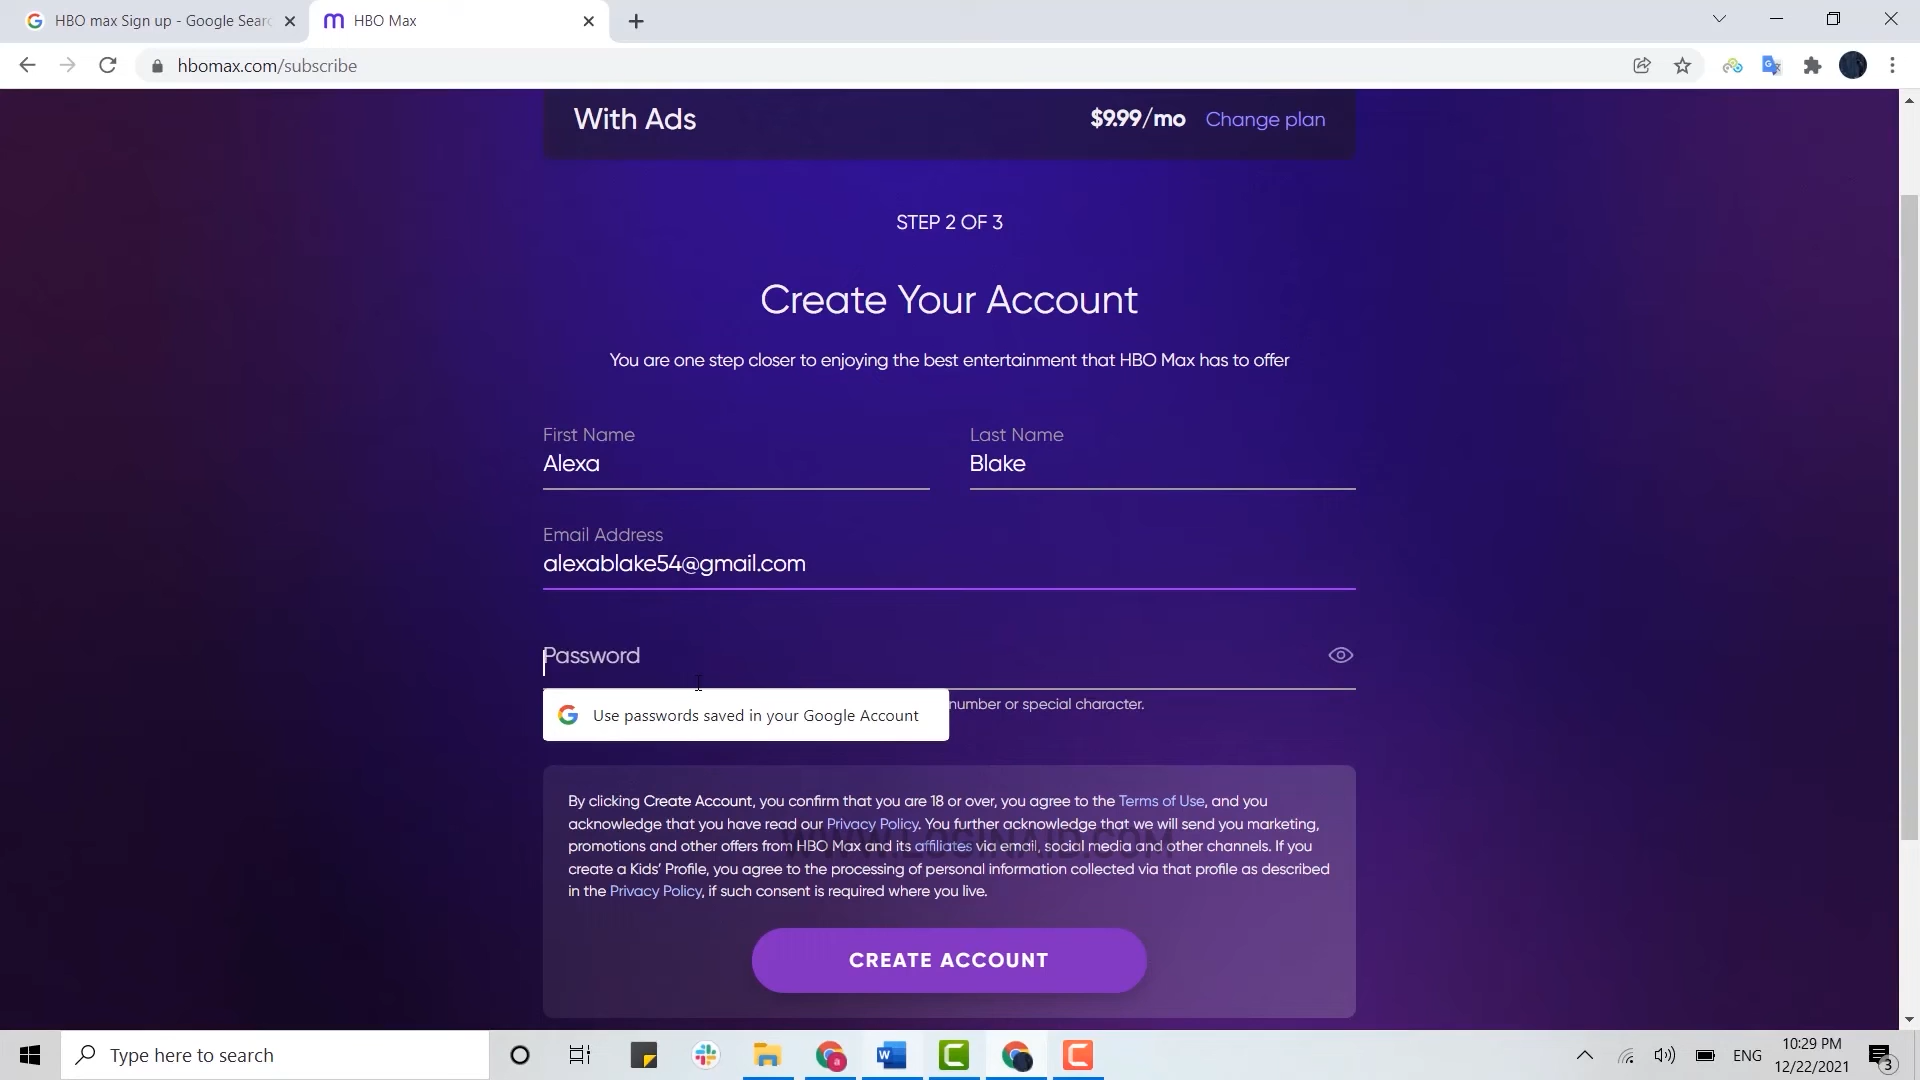 HBO max Sign up - Google Sear
HBO Max
hbomax.com/subscribe
With Ads
$9.99/mo
Change plan
STEP 2 OF 3
Create Your Account
You are one step closer to enjoying the best entertainment that HBO Max has to offer
First Name
Last Name
Alexa
Blake
Email Address
alexablake54@gmail.com
Password
number or special character.
Use passwords saved in your Google Account
By clicking Create Account, you confirm that you are 18 or over, you agree to the Terms of Use, and you
acknowledge that you have read our Privacy Policy. You further acknowledge that we will send you marketing,
promotions and other offers from HBO Max and its affiliates via email, social media and other channels. If you
create a Kids’ Profile, you agree to the processing of personal information collected via that profile as described
in the Privacy Policy, if such consent is required where you live.
WWW.LOGINAID.COM
CREATE ACCOUNT
Type here to search
ENG
10:29 PM
12/22/2021
3